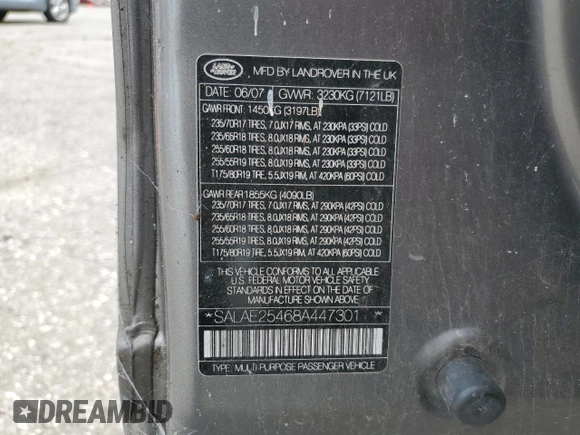 LAND ROVER
MFD BY LANDROVER IN THE UK
DATE: 06/07 GVWR: 3230KG (7121LB)
GAWR FRONT: 1450KG (3197LB)
235/70R17 TIRES, 7.0JX17 RIMS, AT 230KPA (33PSI) COLD
235/65R18 TIRES, 8.0JX18 RIMS, AT 230KPA (33PSI) COLD
255/60R18 TIRES, 8.0JX18 RIMS, AT 230KPA (33PSI) COLD
255/55R19 TIRES, 8.0JX19 RIMS, AT 230KPA (33PSI) COLD
T175/80R19 TIRE, 5.5JX19 RIM, AT 420KPA (60PSI) COLD
GAWR REAR 1855KG (4090LB)
235/70R17 TIRES, 7.0JX17 RIMS, AT 290KPA (42PSI) COLD
235/65R18 TIRES, 8.0JX18 RIMS, AT 290KPA (42PSI) COLD
255/60R18 TIRES, 8.0JX18 RIMS, AT 290KPA (42PSI) COLD
255/55R19 TIRES, 8.0JX19 RIMS, AT 290KPA (42PSI) COLD
T175/80R19 TIRE, 5.5JX19 RIM, AT 420KPA (60PSI) COLD
THIS VEHICLE CONFORMS TO ALL APPLICABLE
U.S. FEDERAL MOTOR VEHICLE SAFETY
STANDARDS IN EFFECT ON THE DATE OF
MANUFACTURE SHOWN ABOVE.
*SALAE25468A447301*
TYPE: MULTI-PURPOSE PASSENGER VEHICLE
DREAMBID